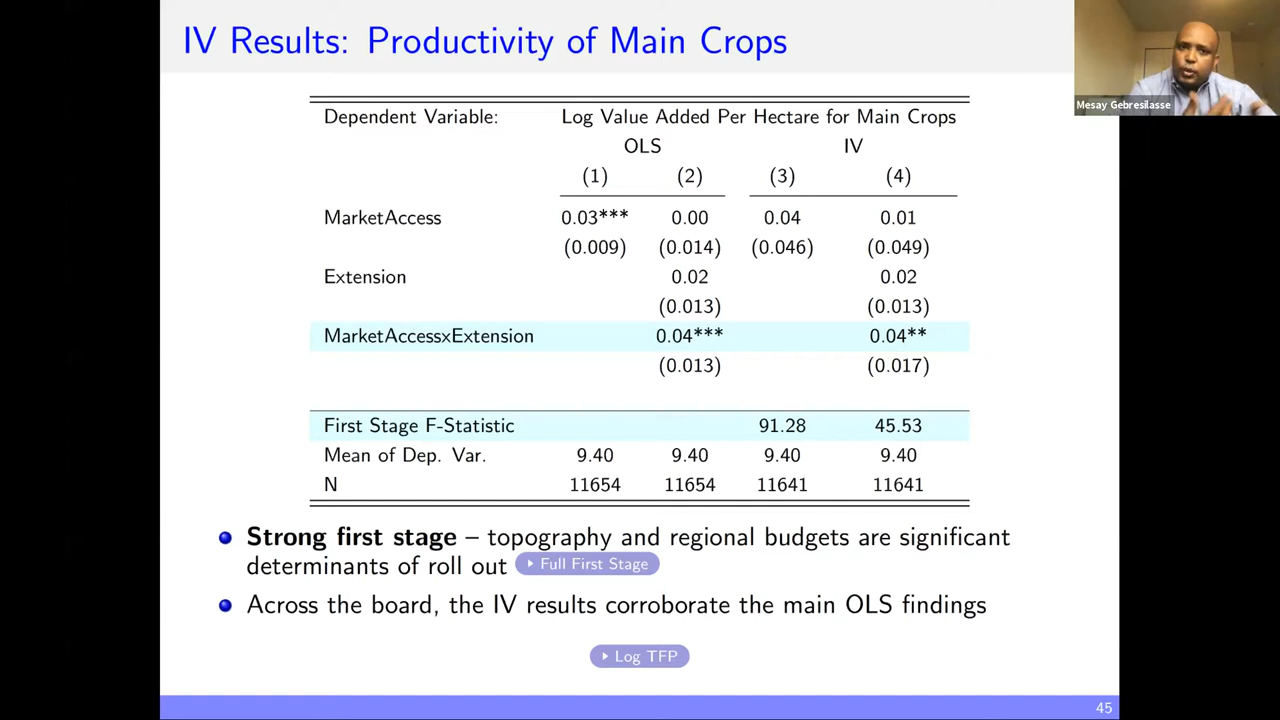 IV Results: Productivity of Main Crops
Mesay Gebresilasse
Dependent Variable: Log Value Added Per Hectare for Main Crops
OLS IV
(1) (2) (3) (4)
MarketAccess 0.03*** 0.00 0.04 0.01
(0.009) (0.014) (0.046) (0.049)
Extension 0.02 0.02
(0.013) (0.013)
MarketAccessxExtension 0.04*** 0.04**
(0.013) (0.017)
First Stage F-Statistic 91.28 45.53
Mean of Dep. Var. 9.40 9.40 9.40 9.40
N 11654 11654 11641 11641
Strong first stage – topography and regional budgets are significant
determinants of roll out Full First Stage
Across the board, the IV results corroborate the main OLS findings
Log TFP
45